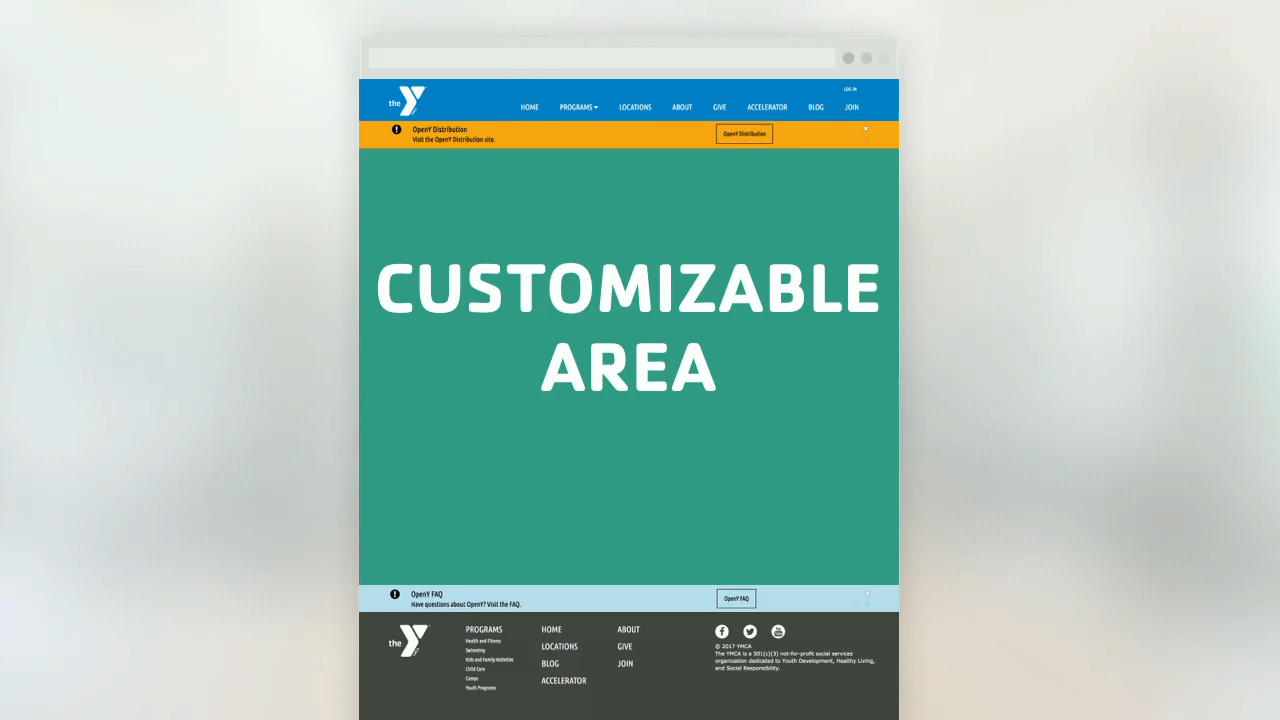 LOG IN
the Y
HOME PROGRAMS LOCATIONS ABOUT GIVE ACCELERATOR BLOG JOIN
OpenY Distribution
Visit the OpenY Distribution site.
OpenY Distribution
CUSTOMIZABLE
AREA
OpenY FAQ
Have questions about OpenY? Visit the FAQ.
OpenY FAQ
the Y
PROGRAMS
Health and Fitness
Swimming
Kids and Family Activities
Child Care
Camps
Youth Programs
HOME
LOCATIONS
BLOG
ACCELERATOR
ABOUT
GIVE
JOIN
f
You
© 2017 YMCA
The YMCA is a 501(c)(3) not-for-profit social services
organization dedicated to Youth Development, Healthy Living,
and Social Responsibility.